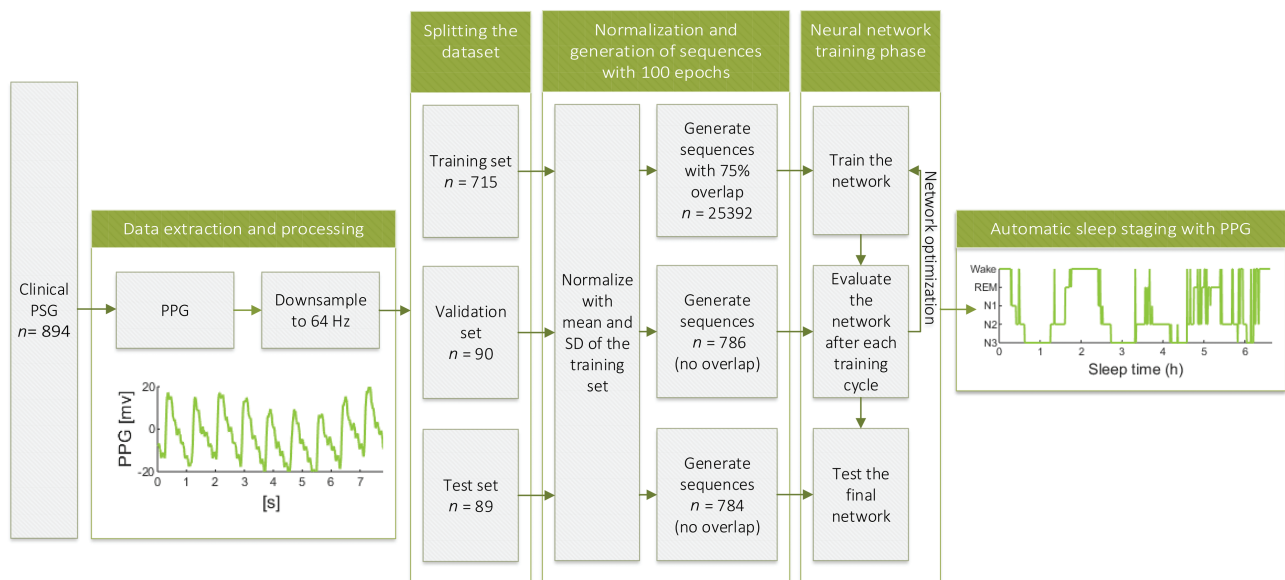 Clinical
PSG
n= 894
Data extraction and processing
PPG
Downsample
to 64 Hz
PPG [mv]
20
0
-20
0 1 2 3 4 5 6 7
[s]
Splitting the
dataset
Training set
n = 715
Validation
set
n = 90
Test set
n = 89
Normalization and
generation of sequences
with 100 epochs
Normalize
with
mean and
SD of the
training
set
Generate
sequences
with 75%
overlap
n = 25392
Generate
sequences
n = 786
(no overlap)
Generate
sequences
n = 784
(no overlap)
Neural network
training phase
Train the
network
Evaluate
the
network
after each
training
cycle
Test the
final
network
Network optimization
Automatic sleep staging with PPG
Wake
REM
N1
N2
N3
0 1 2 3 4 5 6
Sleep time (h)